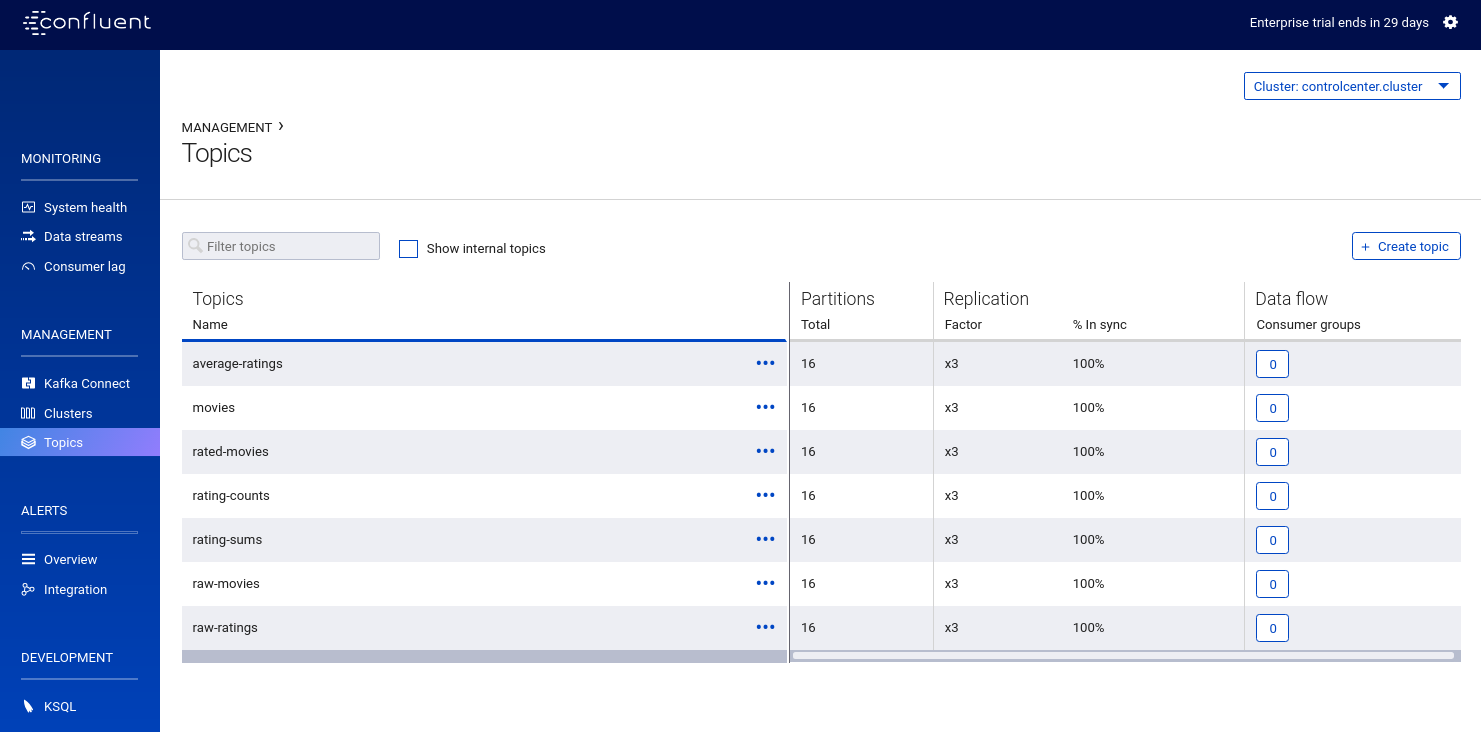 confluent
Enterprise trial ends in 29 days
Cluster: controlcenter.cluster
MANAGEMENT ›
Topics
MONITORING
System health
Data streams
Consumer lag
MANAGEMENT
Kafka Connect
Clusters
Topics
ALERTS
Overview
Integration
DEVELOPMENT
KSQL
Filter topics
Show internal topics
+ Create topic
Topics Partitions Replication Data flow
Name Total Factor % In sync Consumer groups
average-ratings ••• 16 x3 100% 0
movies ••• 16 x3 100% 0
rated-movies ••• 16 x3 100% 0
rating-counts ••• 16 x3 100% 0
rating-sums ••• 16 x3 100% 0
raw-movies ••• 16 x3 100% 0
raw-ratings ••• 16 x3 100% 0